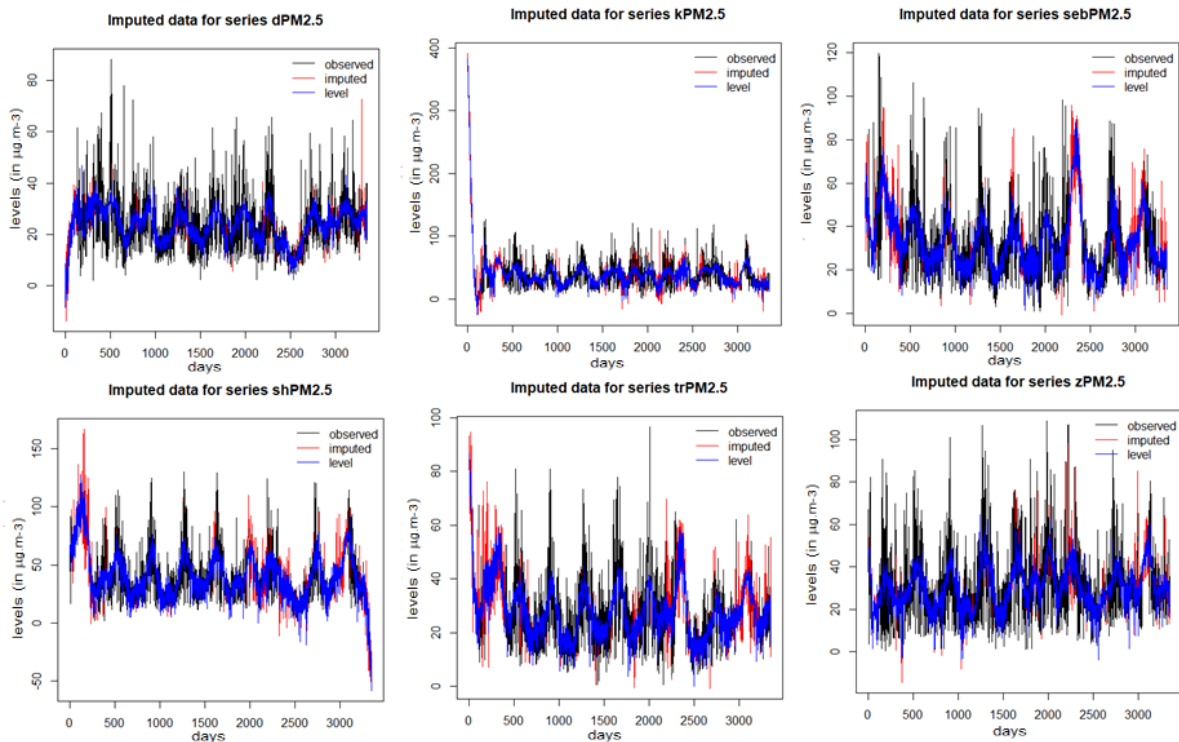 Imputed data for series dPM2.5
levels (in µg.m-3)
0 20 40 60 80
observed
imputed
level
0 500 1000 1500 2000 2500 3000
days
Imputed data for series kPM2.5
levels (in µg.m-3)
0 100 200 300 400
observed
imputed
level
0 500 1000 1500 2000 2500 3000
days
Imputed data for series sebPM2.5
levels (in µg.m-3)
0 20 40 60 80 100 120
observed
imputed
level
0 500 1000 1500 2000 2500 3000
days
Imputed data for series shPM2.5
levels (in µg.m-3)
-50 0 50 100 150
observed
imputed
level
0 500 1000 1500 2000 2500 3000
days
Imputed data for series trPM2.5
levels (in µg.m-3)
0 20 40 60 80 100
observed
imputed
level
0 500 1000 1500 2000 2500 3000
days
Imputed data for series zPM2.5
levels (in µg.m-3)
0 20 40 60 80 100
observed
imputed
level
0 500 1000 1500 2000 2500 3000
days